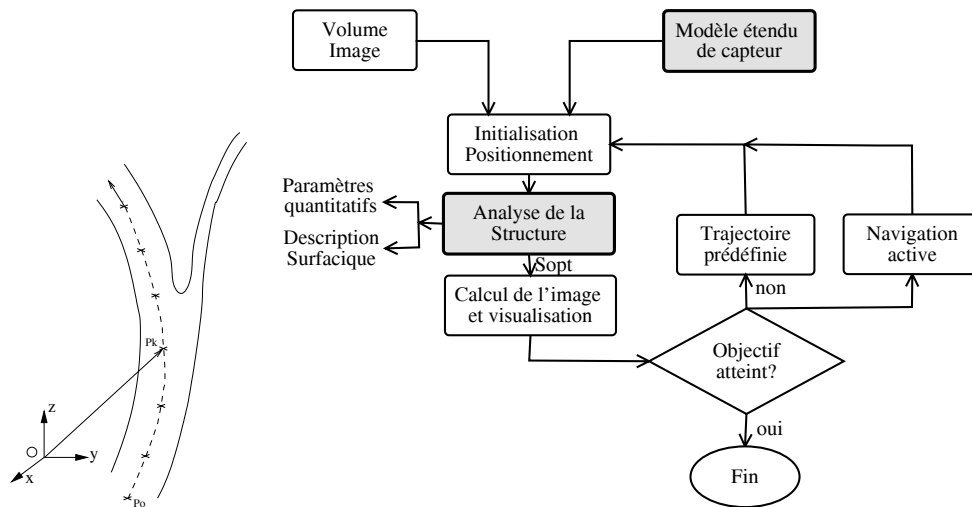 Volume
Image
Modèle étendu
de capteur
Initialisation
Positionnement
Paramètres
quantitatifs
Analyse de la
Structure
Description
Surfacique
Sopt
Calcul de l'image
et visualisation
Trajectoire
prédéfinie
Navigation
active
non
Objectif
atteint?
oui
Fin
Pk
z
O
y
x
Po